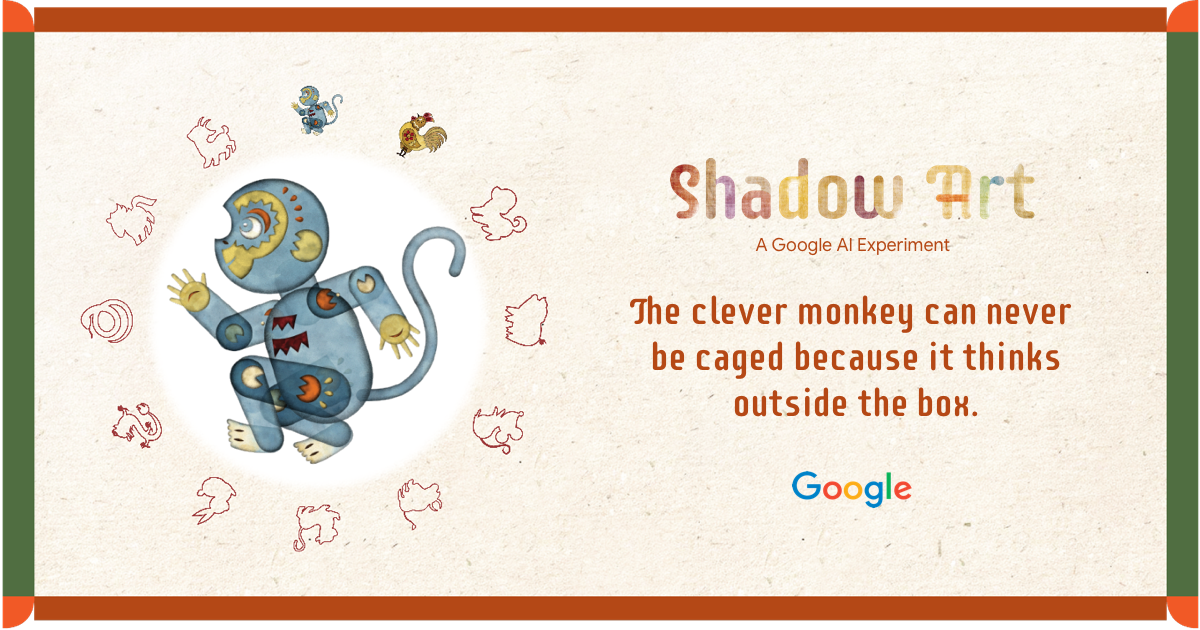 Shadow Art
A Google AI Experiment
The clever monkey can never
be caged because it thinks
outside the box.
Google